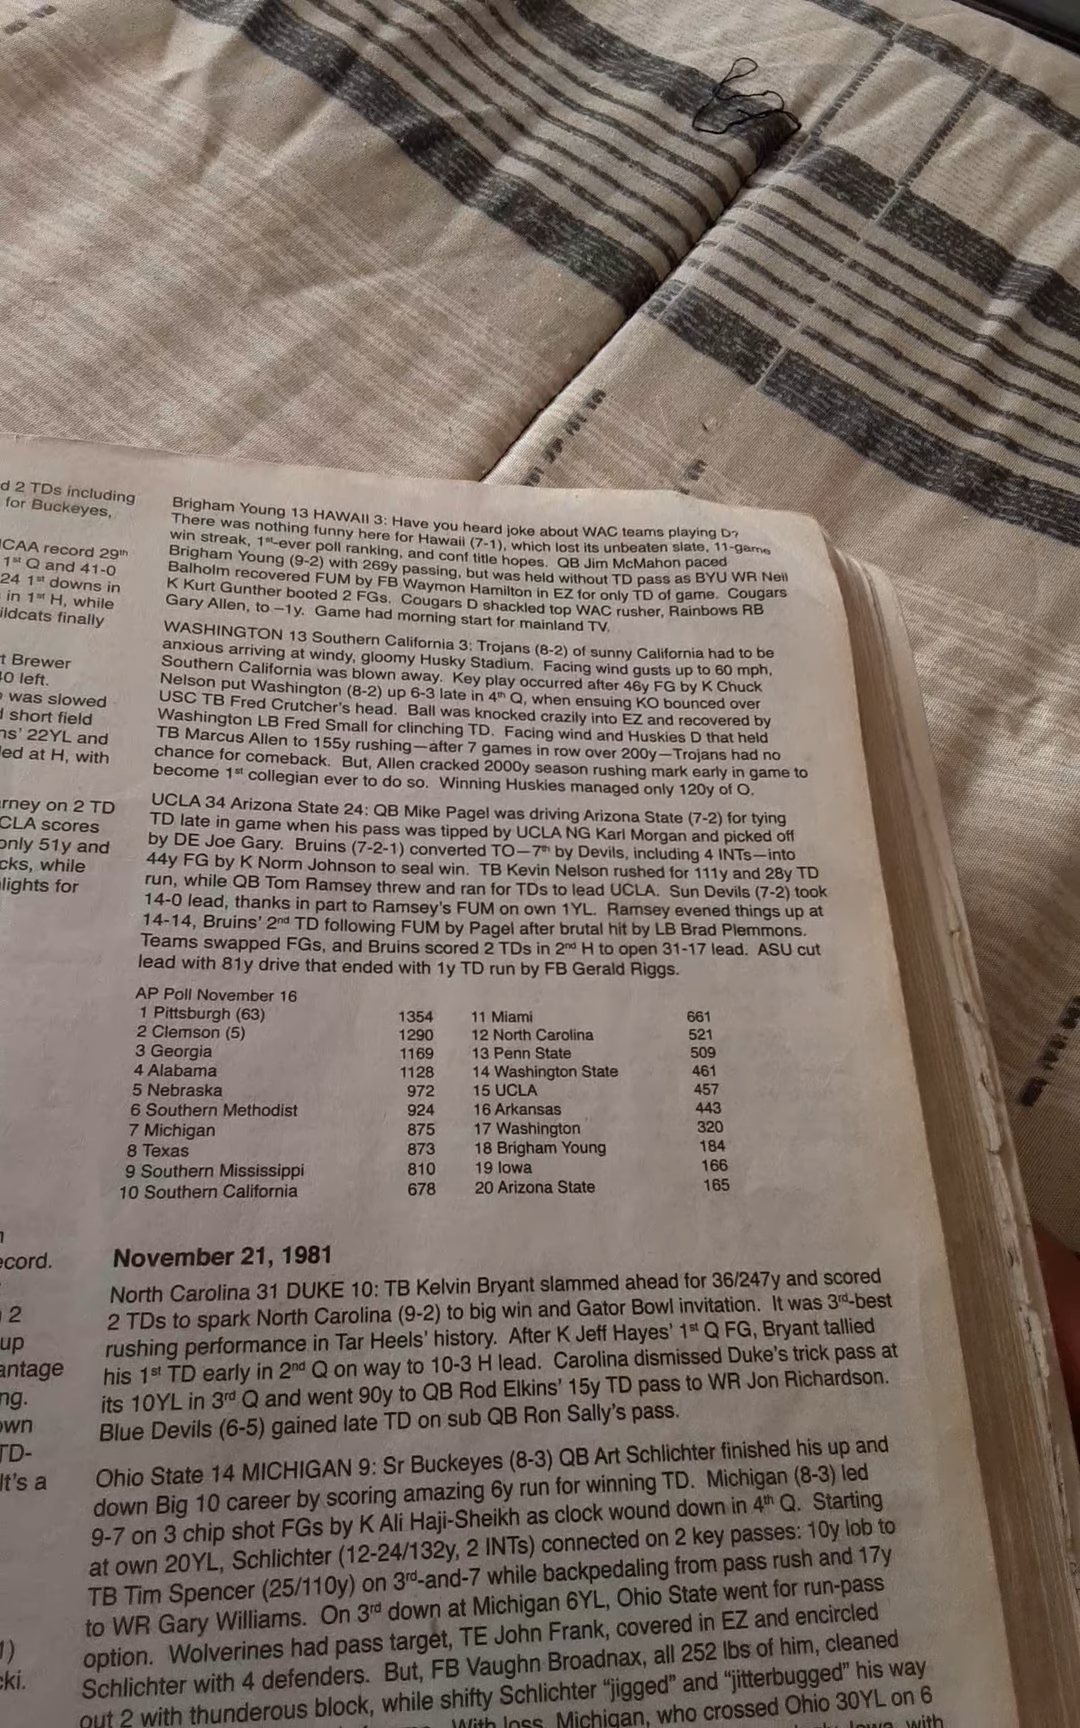 d 2 TDs including
for Buckeyes,
CAA record 29th
1st Q and 41-0
24 1st downs in
in 1st H, while
ildcats finally
t Brewer
40 left.
was slowed
short field
ns' 22YL and
led at H, with
rney on 2 TD
CLA scores
only 51y and
cks, while
lights for
ecord.
2
up
antage
ng.
own
TD-
It's a
1)
ki.
Brigham Young 13 HAWAII 3: Have you heard joke about WAC teams playing D?
There was nothing funny here for Hawaii (7-1), which lost its unbeaten slate, 11-game
win streak, 1st-ever poll ranking, and conf title hopes. QB Jim McMahon paced
Brigham Young (9-2) with 269y passing, but was held without TD pass as BYU WR Neil
Balholm recovered FUM by FB Waymon Hamilton in EZ for only TD of game. Cougars
K Kurt Gunther booted 2 FGs. Cougars D shackled top WAC rusher, Rainbows RB
Gary Allen, to –1y. Game had morning start for mainland TV.
WASHINGTON 13 Southern California 3: Trojans (8-2) of sunny California had to be
anxious arriving at windy, gloomy Husky Stadium. Facing wind gusts up to 60 mph,
Southern California was blown away. Key play occurred after 46y FG by K Chuck
Nelson put Washington (8-2) up 6-3 late in 4th Q, when ensuing KO bounced over
USC TB Fred Crutcher's head. Ball was knocked crazily into EZ and recovered by
Washington LB Fred Small for clinching TD. Facing wind and Huskies D that held
TB Marcus Allen to 155y rushing—after 7 games in row over 200y—Trojans had no
chance for comeback. But, Allen cracked 2000y season rushing mark early in game to
become 1st collegian ever to do so. Winning Huskies managed only 120y of O.
UCLA 34 Arizona State 24: QB Mike Pagel was driving Arizona State (7-2) for tying
TD late in game when his pass was tipped by UCLA NG Karl Morgan and picked off
by DE Joe Gary. Bruins (7-2-1) converted TO—7th by Devils, including 4 INTs—into
44y FG by K Norm Johnson to seal win. TB Kevin Nelson rushed for 111y and 28y TD
run, while QB Tom Ramsey threw and ran for TDs to lead UCLA. Sun Devils (7-2) took
14-0 lead, thanks in part to Ramsey's FUM on own 1YL. Ramsey evened things up at
14-14, Bruins' 2nd TD following FUM by Pagel after brutal hit by LB Brad Plemmons.
Teams swapped FGs, and Bruins scored 2 TDs in 2nd H to open 31-17 lead. ASU cut
lead with 81y drive that ended with 1y TD run by FB Gerald Riggs.
AP Poll November 16
1 Pittsburgh (63) 1354 11 Miami 661
2 Clemson (5) 1290 12 North Carolina 521
3 Georgia 1169 13 Penn State 509
4 Alabama 1128 14 Washington State 461
5 Nebraska 972 15 UCLA 457
6 Southern Methodist 924 16 Arkansas 443
7 Michigan 875 17 Washington 320
8 Texas 873 18 Brigham Young 184
9 Southern Mississippi 810 19 Iowa 166
10 Southern California 678 20 Arizona State 165
November 21, 1981
North Carolina 31 DUKE 10: TB Kelvin Bryant slammed ahead for 36/247y and scored
2 TDs to spark North Carolina (9-2) to big win and Gator Bowl invitation. It was 3rd-best
rushing performance in Tar Heels' history. After K Jeff Hayes' 1st Q FG, Bryant tallied
his 1st TD early in 2nd Q on way to 10-3 H lead. Carolina dismissed Duke's trick pass at
its 10YL in 3rd Q and went 90y to QB Rod Elkins' 15y TD pass to WR Jon Richardson.
Blue Devils (6-5) gained late TD on sub QB Ron Sally's pass.
Ohio State 14 MICHIGAN 9: Sr Buckeyes (8-3) QB Art Schlichter finished his up and
down Big 10 career by scoring amazing 6y run for winning TD. Michigan (8-3) led
9-7 on 3 chip shot FGs by K Ali Haji-Sheikh as clock wound down in 4th Q. Starting
at own 20YL, Schlichter (12-24/132y, 2 INTs) connected on 2 key passes: 10y lob to
TB Tim Spencer (25/110y) on 3rd-and-7 while backpedaling from pass rush and 17y
to WR Gary Williams. On 3rd down at Michigan 6YL, Ohio State went for run-pass
option. Wolverines had pass target, TE John Frank, covered in EZ and encircled
Schlichter with 4 defenders. But, FB Vaughn Broadnax, all 252 lbs of him, cleaned
out 2 with thunderous block, while shifty Schlichter "jigged" and "jitterbugged" his way
With loss, Michigan, who crossed Ohio 30YL on 6
Iowa, with